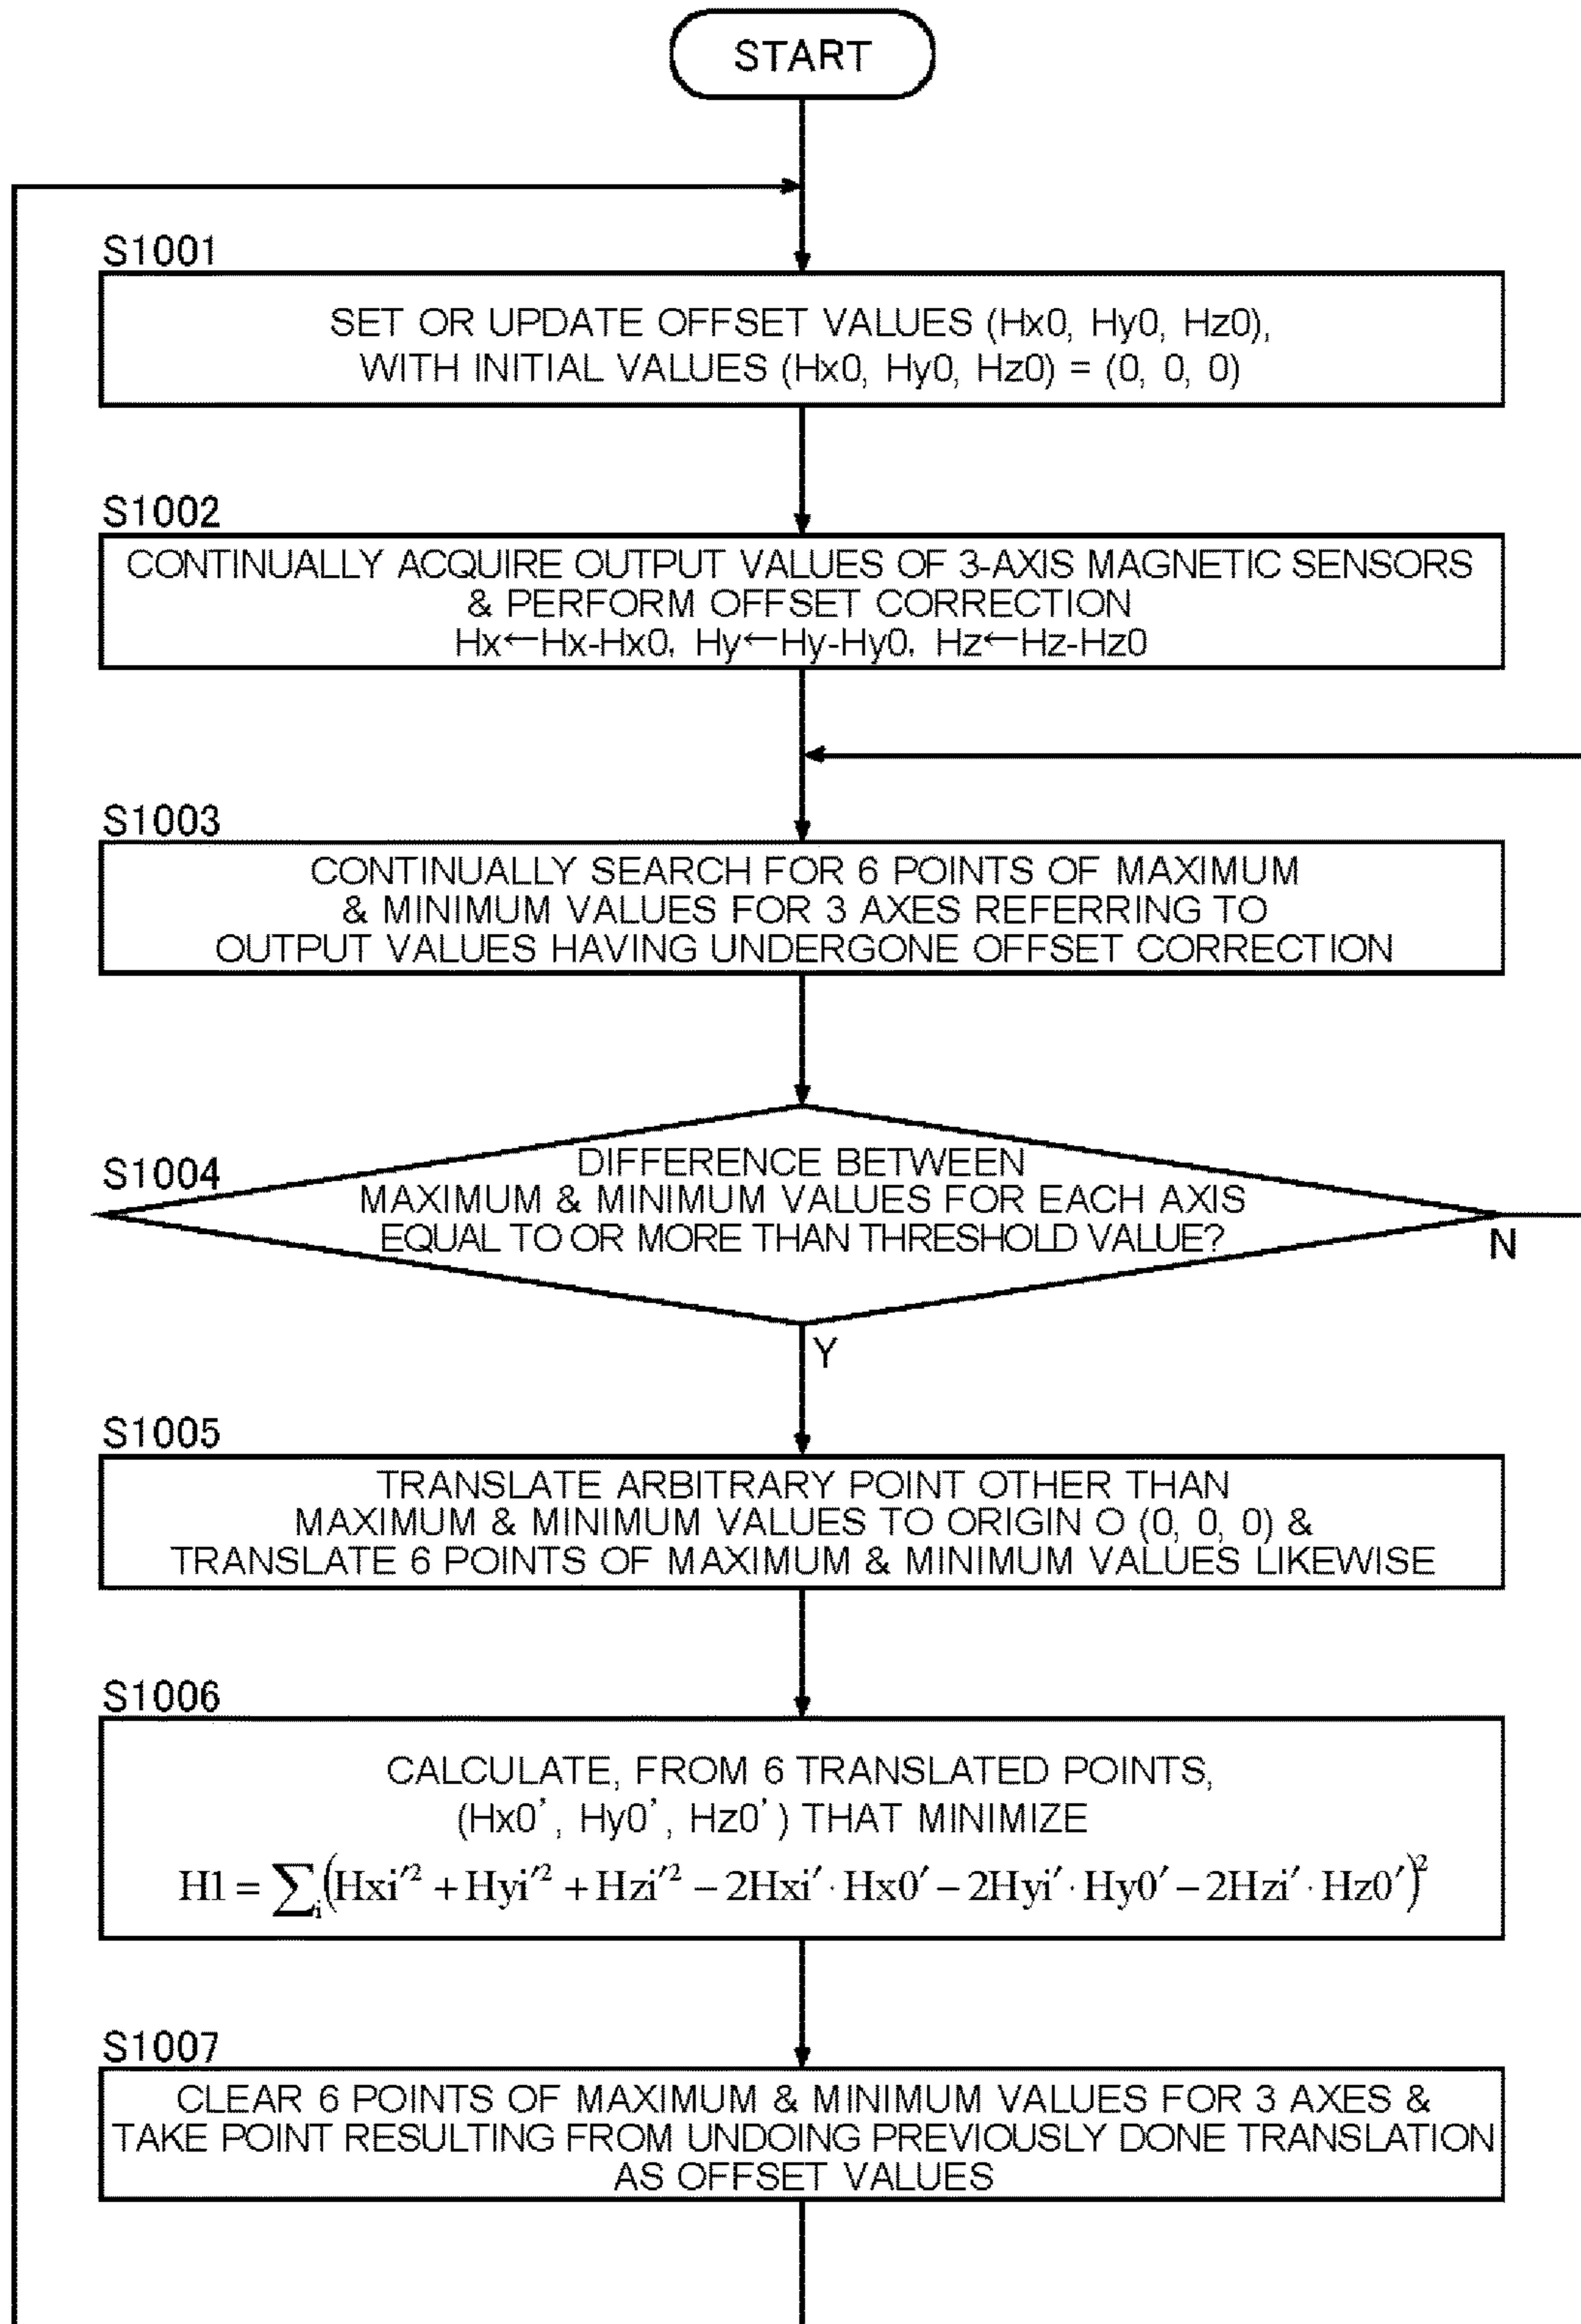 START
S1001
SET OR UPDATE OFFSET VALUES (Hx0, Hy0, Hz0),
WITH INITIAL VALUES (Hx0, Hy0, Hz0) = (0, 0, 0)
S1002
CONTINUALLY ACQUIRE OUTPUT VALUES OF 3-AXIS MAGNETIC SENSORS
& PERFORM OFFSET CORRECTION
Hx←Hx-Hx0, Hy←Hy-Hy0, Hz←Hz-Hz0
S1003
CONTINUALLY SEARCH FOR 6 POINTS OF MAXIMUM
& MINIMUM VALUES FOR 3 AXES REFERRING TO
OUTPUT VALUES HAVING UNDERGONE OFFSET CORRECTION
S1004
DIFFERENCE BETWEEN
MAXIMUM & MINIMUM VALUES FOR EACH AXIS
EQUAL TO OR MORE THAN THRESHOLD VALUE?
N
Y
S1005
TRANSLATE ARBITRARY POINT OTHER THAN
MAXIMUM & MINIMUM VALUES TO ORIGIN O (0, 0, 0) &
TRANSLATE 6 POINTS OF MAXIMUM & MINIMUM VALUES LIKEWISE
S1006
CALCULATE, FROM 6 TRANSLATED POINTS,
(Hx0', Hy0', Hz0') THAT MINIMIZE
H1 = ∑i(Hxi′² + Hyi′² + Hzi′² − 2Hxi′ · Hx0′ − 2Hyi′ · Hy0′ − 2Hzi′ · Hz0′)²
S1007
CLEAR 6 POINTS OF MAXIMUM & MINIMUM VALUES FOR 3 AXES &
TAKE POINT RESULTING FROM UNDOING PREVIOUSLY DONE TRANSLATION
AS OFFSET VALUES